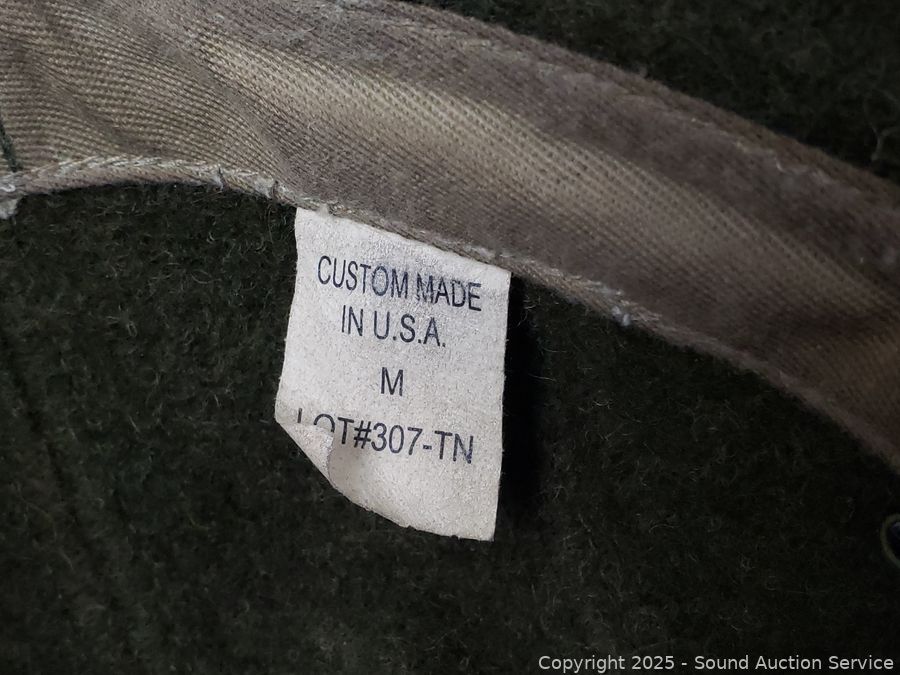 CUSTOM MADE
IN U.S.A.
M
LOT#307-TN
Copyright 2025 - Sound Auction Service